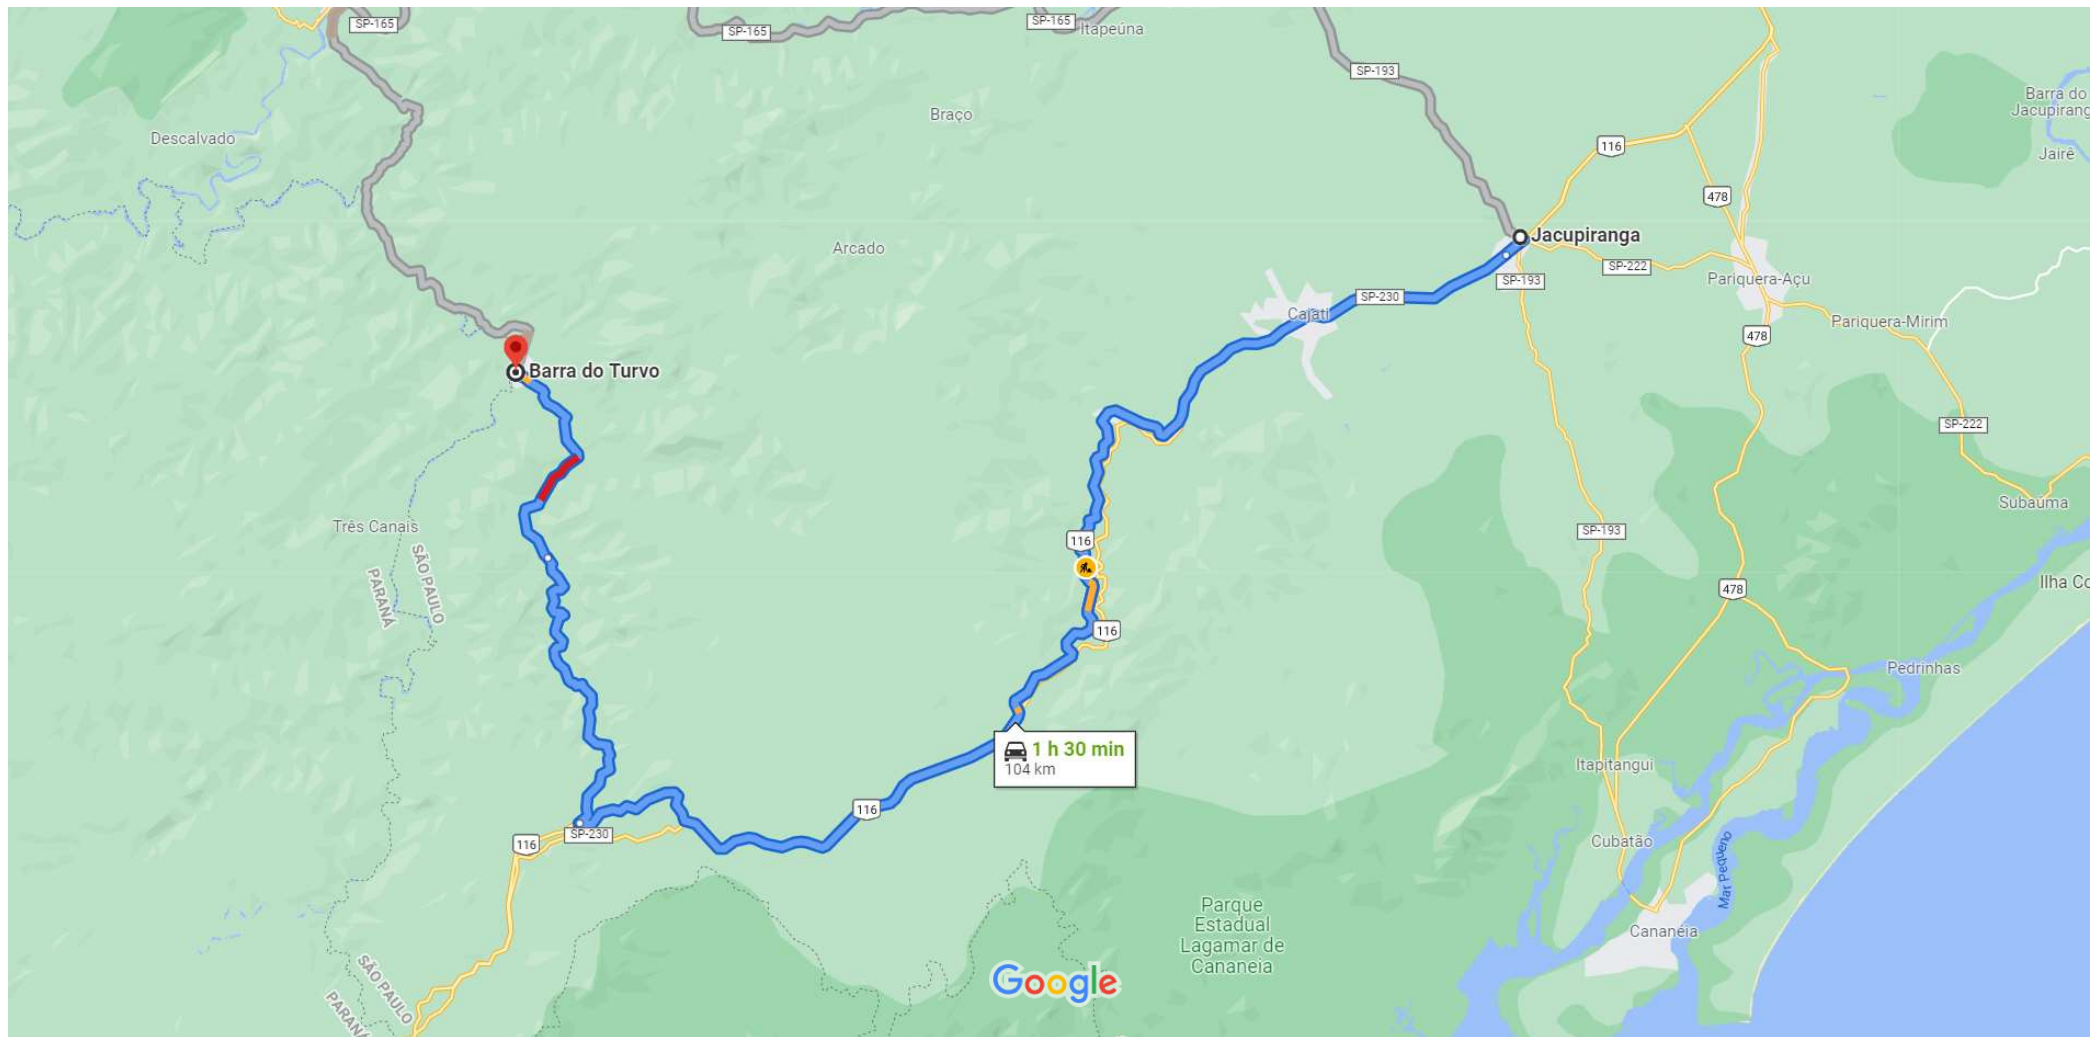 SP-165
SP-165
SP-165
Itapeúna
SP-193
Barra do
Jacupirang
Braço
Descalvado
116
Jairê
478
Jacupiranga
Arcado
SP-222
SP-193
Pariquera-Açu
SP-230
Cajati
Pariquera-Mirim
478
Barra do Turvo
SP-222
Subaúma
Três Canais
SÃO PAULO
PARANÁ
116
SP-193
Ilha Co
478
116
Pedrinhas
1 h 30 min
104 km
Itapitangui
116
SP-230
116
Cubatão
Mar Pequeno
Parque
Estadual
Lagamar de
Cananeia
Cananéia
SÃO PAULO
PARANÁ
Google